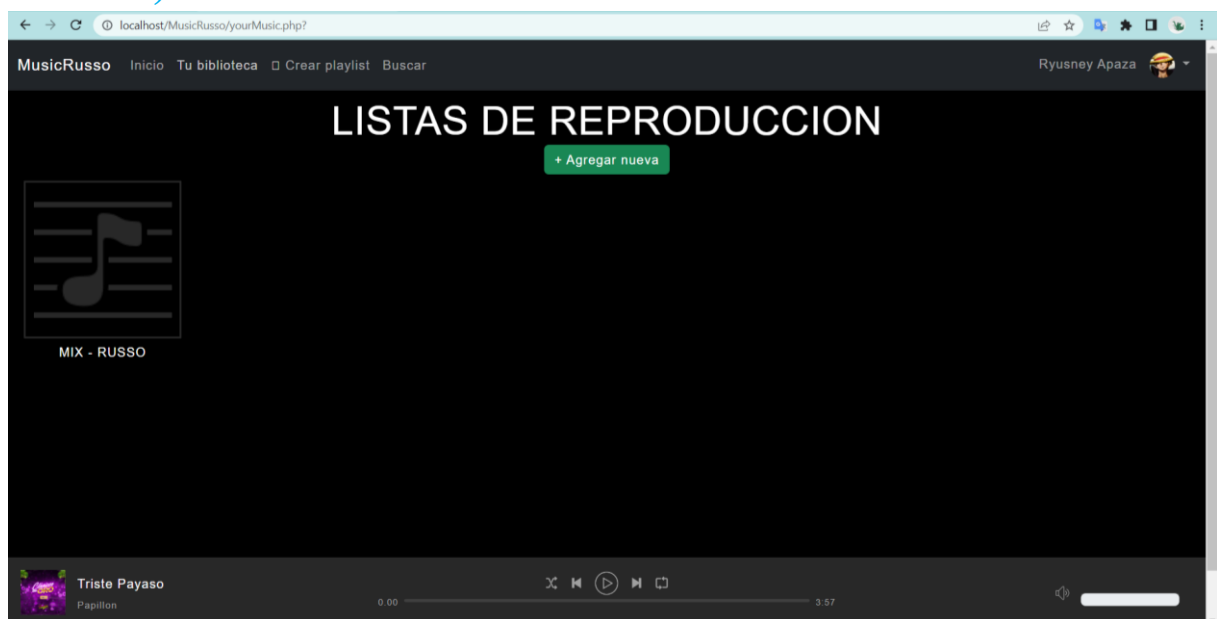 localhost/MusicRusso/yourMusic.php?
MusicRusso Inicio Tu biblioteca Crear playlist Buscar Ryusney Apaza
LISTAS DE REPRODUCCION
+ Agregar nueva
MIX - RUSSO
Triste Payaso
Papillon
0.00 3:57